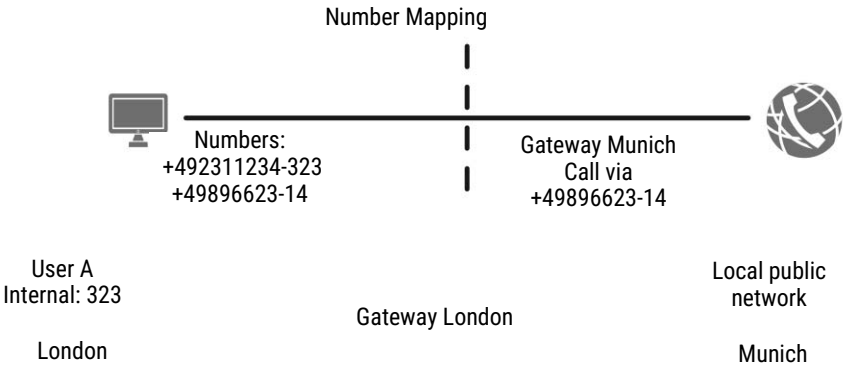 Number Mapping
Numbers:
+492311234-323
+49896623-14
Gateway Munich
Call via
+49896623-14
User A
Internal: 323
London
Gateway London
Local public
network
Munich